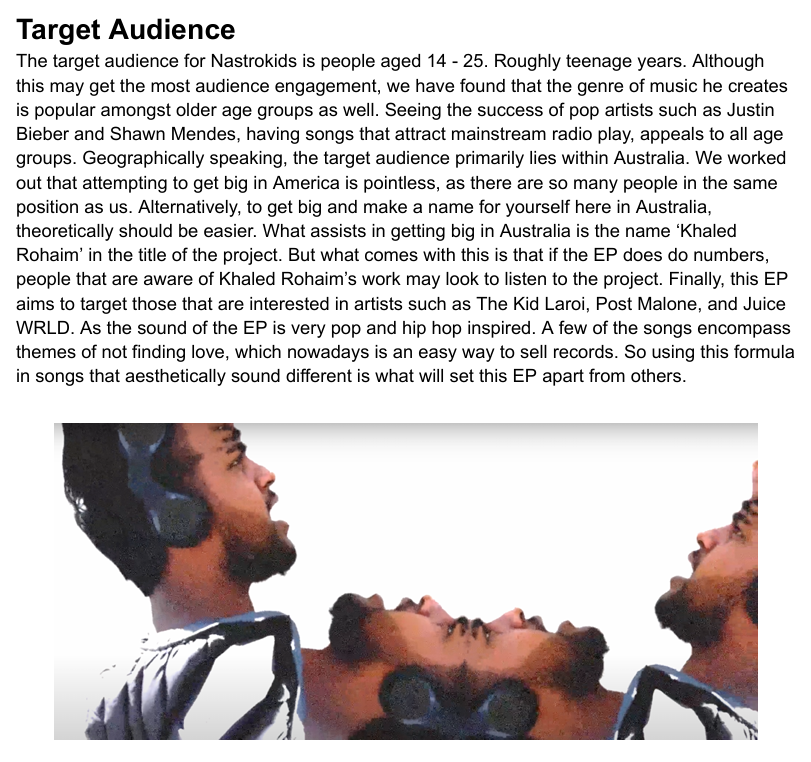 Target Audience
The target audience for Nastrokids is people aged 14 - 25. Roughly teenage years. Although
this may get the most audience engagement, we have found that the genre of music he creates
is popular amongst older age groups as well. Seeing the success of pop artists such as Justin
Bieber and Shawn Mendes, having songs that attract mainstream radio play, appeals to all age
groups. Geographically speaking, the target audience primarily lies within Australia. We worked
out that attempting to get big in America is pointless, as there are so many people in the same
position as us. Alternatively, to get big and make a name for yourself here in Australia,
theoretically should be easier. What assists in getting big in Australia is the name ‘Khaled
Rohaim’ in the title of the project. But what comes with this is that if the EP does do numbers,
people that are aware of Khaled Rohaim’s work may look to listen to the project. Finally, this EP
aims to target those that are interested in artists such as The Kid Laroi, Post Malone, and Juice
WRLD. As the sound of the EP is very pop and hip hop inspired. A few of the songs encompass
themes of not finding love, which nowadays is an easy way to sell records. So using this formula
in songs that aesthetically sound different is what will set this EP apart from others.